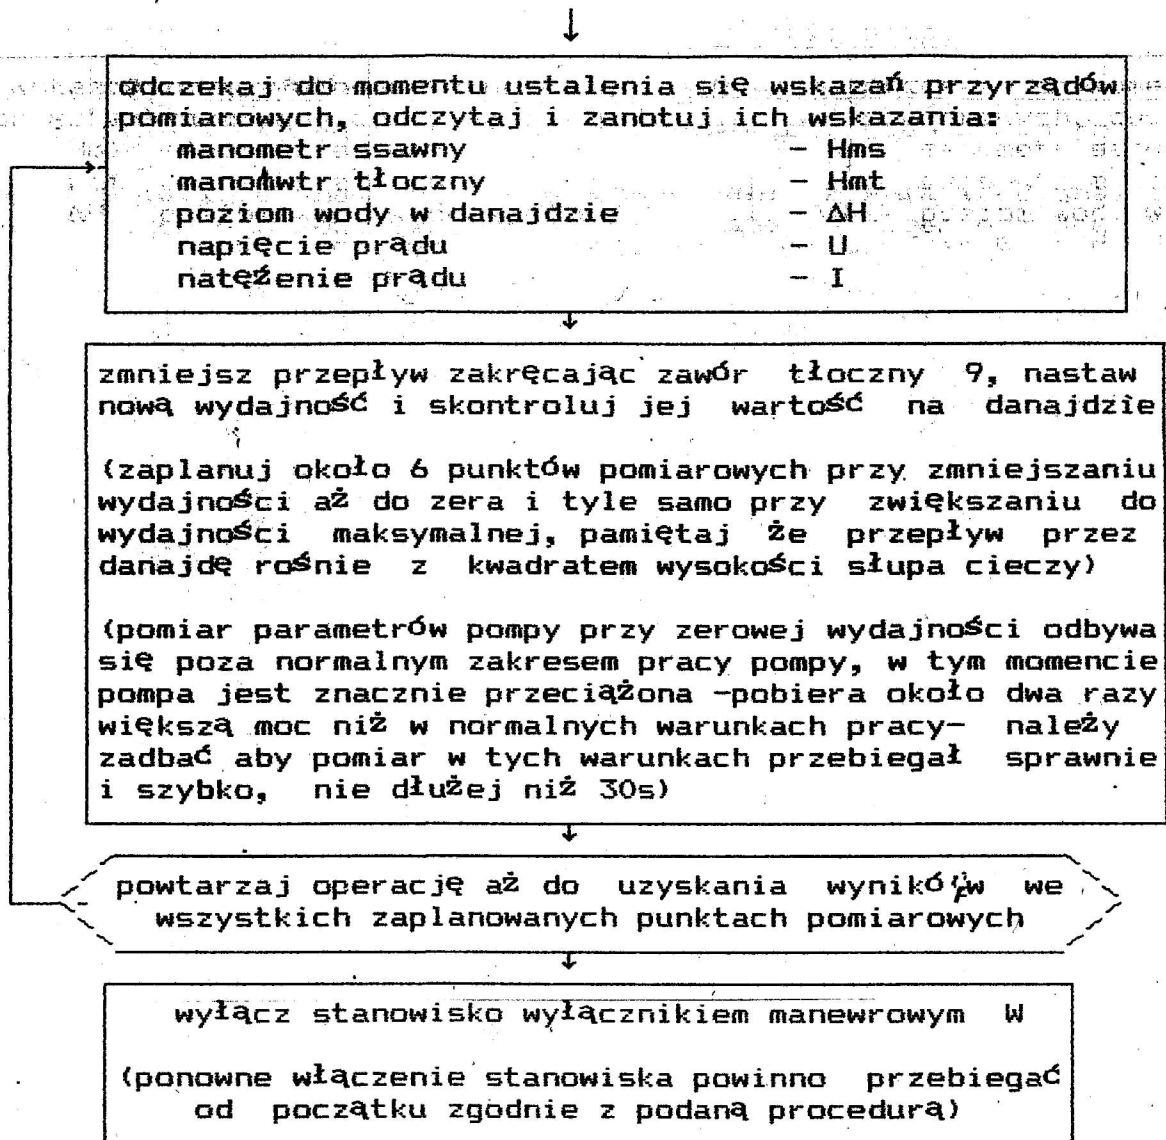 odczekaj do momentu ustalenia się wskazań przyrządów
pomiarowych, odczytaj i zanotuj ich wskazania:
manometr ssawny - Hms
manomwtr tłoczny - Hmt
poziom wody w danajdzie - ΔH
napięcie prądu - U
natężenie prądu - I
zmniejsz przepływ zakręcając zawór tłoczny 9, nastaw
nową wydajność i skontroluj jej wartość na danajdzie
(zaplanuj około 6 punktów pomiarowych przy zmniejszaniu
wydajności aż do zera i tyle samo przy zwiększaniu do
wydajności maksymalnej, pamiętaj że przepływ przez
danajdę rośnie z kwadratem wysokości słupa cieczy)
(pomiar parametrów pompy przy zerowej wydajności odbywa
się poza normalnym zakresem pracy pompy, w tym momencie
pompa jest znacznie przeciążona -pobiera około dwa razy
większą moc niż w normalnych warunkach pracy- należy
zadbać aby pomiar w tych warunkach przebiegał sprawnie
i szybko, nie dłużej niż 30s)
powtarzaj operację aż do uzyskania wyników we
wszystkich zaplanowanych punktach pomiarowych
wyłącz stanowisko wyłącznikiem manewrowym W
(ponowne włączenie stanowiska powinno przebiegać
od początku zgodnie z podaną procedurą)